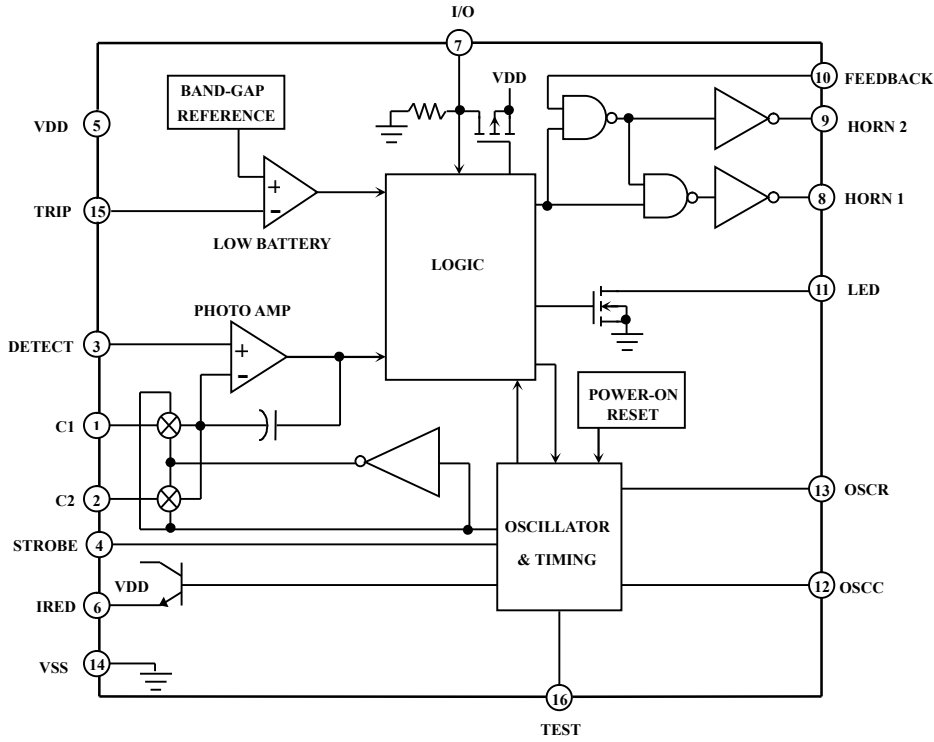 I/O
7
BAND-GAP
REFERENCE
VDD
10
FEEDBACK
VDD
5
9
HORN 2
+
-
TRIP
15
LOW BATTERY
8
HORN 1
LOGIC
11
LED
PHOTO AMP
DETECT
3
+
-
POWER-ON
RESET
C1
1
C2
2
13
OSCR
OSCILLATOR
& TIMING
STROBE
4
VDD
12
OSCC
IRED
6
VSS
14
16
TEST